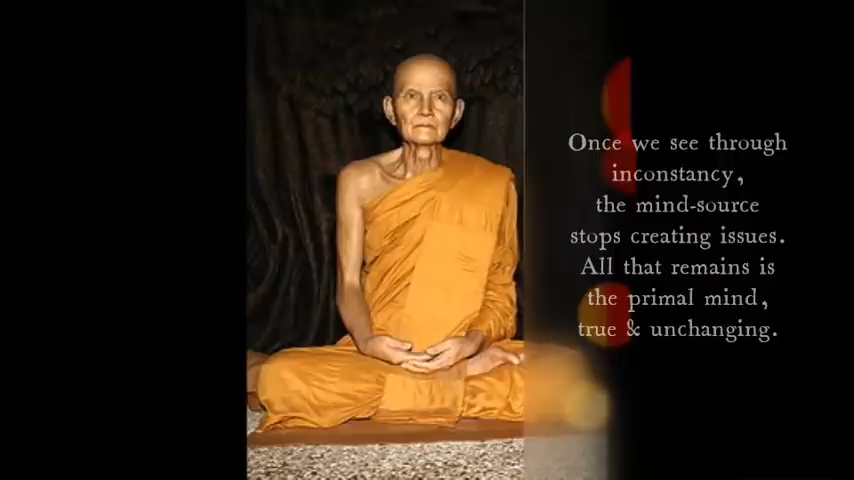 Once we see through
inconstancy,
the mind-source
stops creating issues.
All that remains is
the primal mind,
true & unchanging.